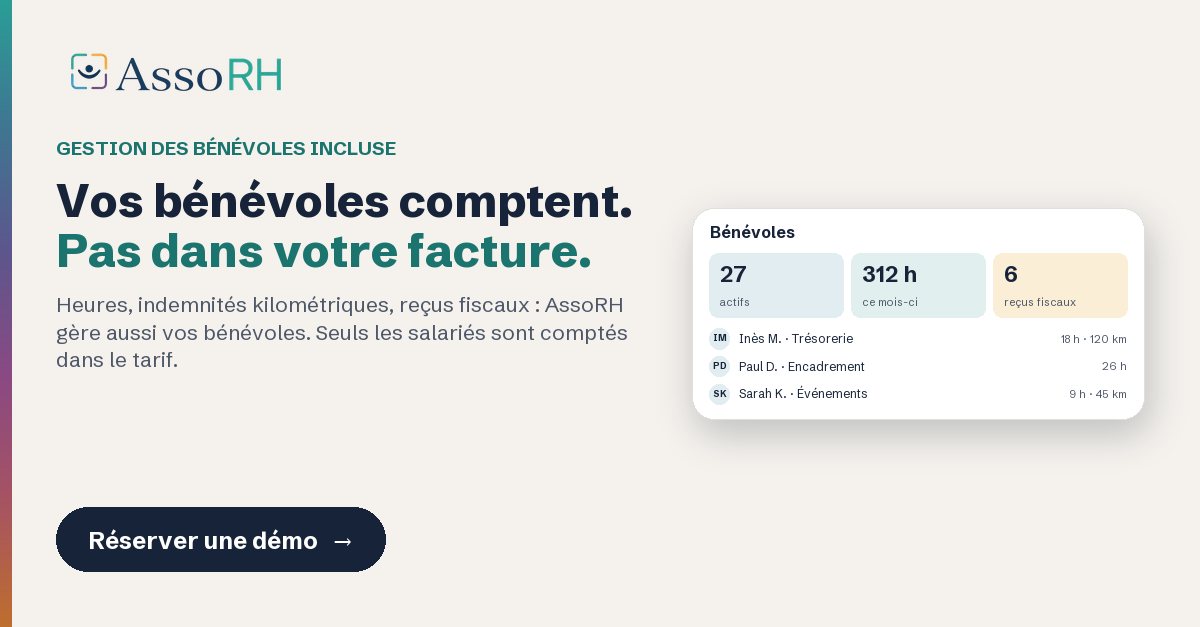 AssoRH
GESTION DES BÉNÉVOLES INCLUSE
Vos bénévoles comptent.
Pas dans votre facture.
Heures, indemnités kilométriques, reçus fiscaux : AssoRH
gère aussi vos bénévoles. Seuls les salariés sont comptés
dans le tarif.
Réserver une démo →
Bénévoles
27
actifs
312 h
ce mois-ci
6
reçus fiscaux
IM Inès M. · Trésorerie 18 h · 120 km
PD Paul D. · Encadrement 26 h
SK Sarah K. · Événements 9 h · 45 km